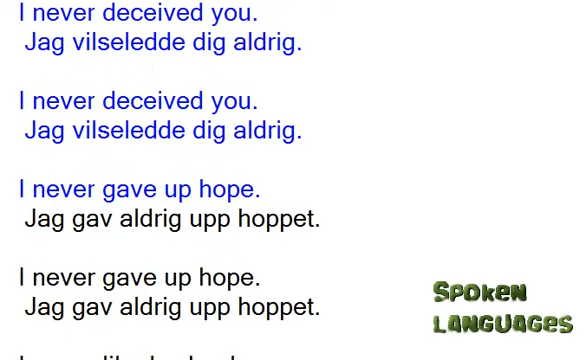 I never deceived you.
Jag vilseledde dig aldrig.
I never deceived you.
Jag vilseledde dig aldrig.
I never gave up hope.
Jag gav aldrig upp hoppet.
I never gave up hope.
Jag gav aldrig upp hoppet.
Spoken
Languages